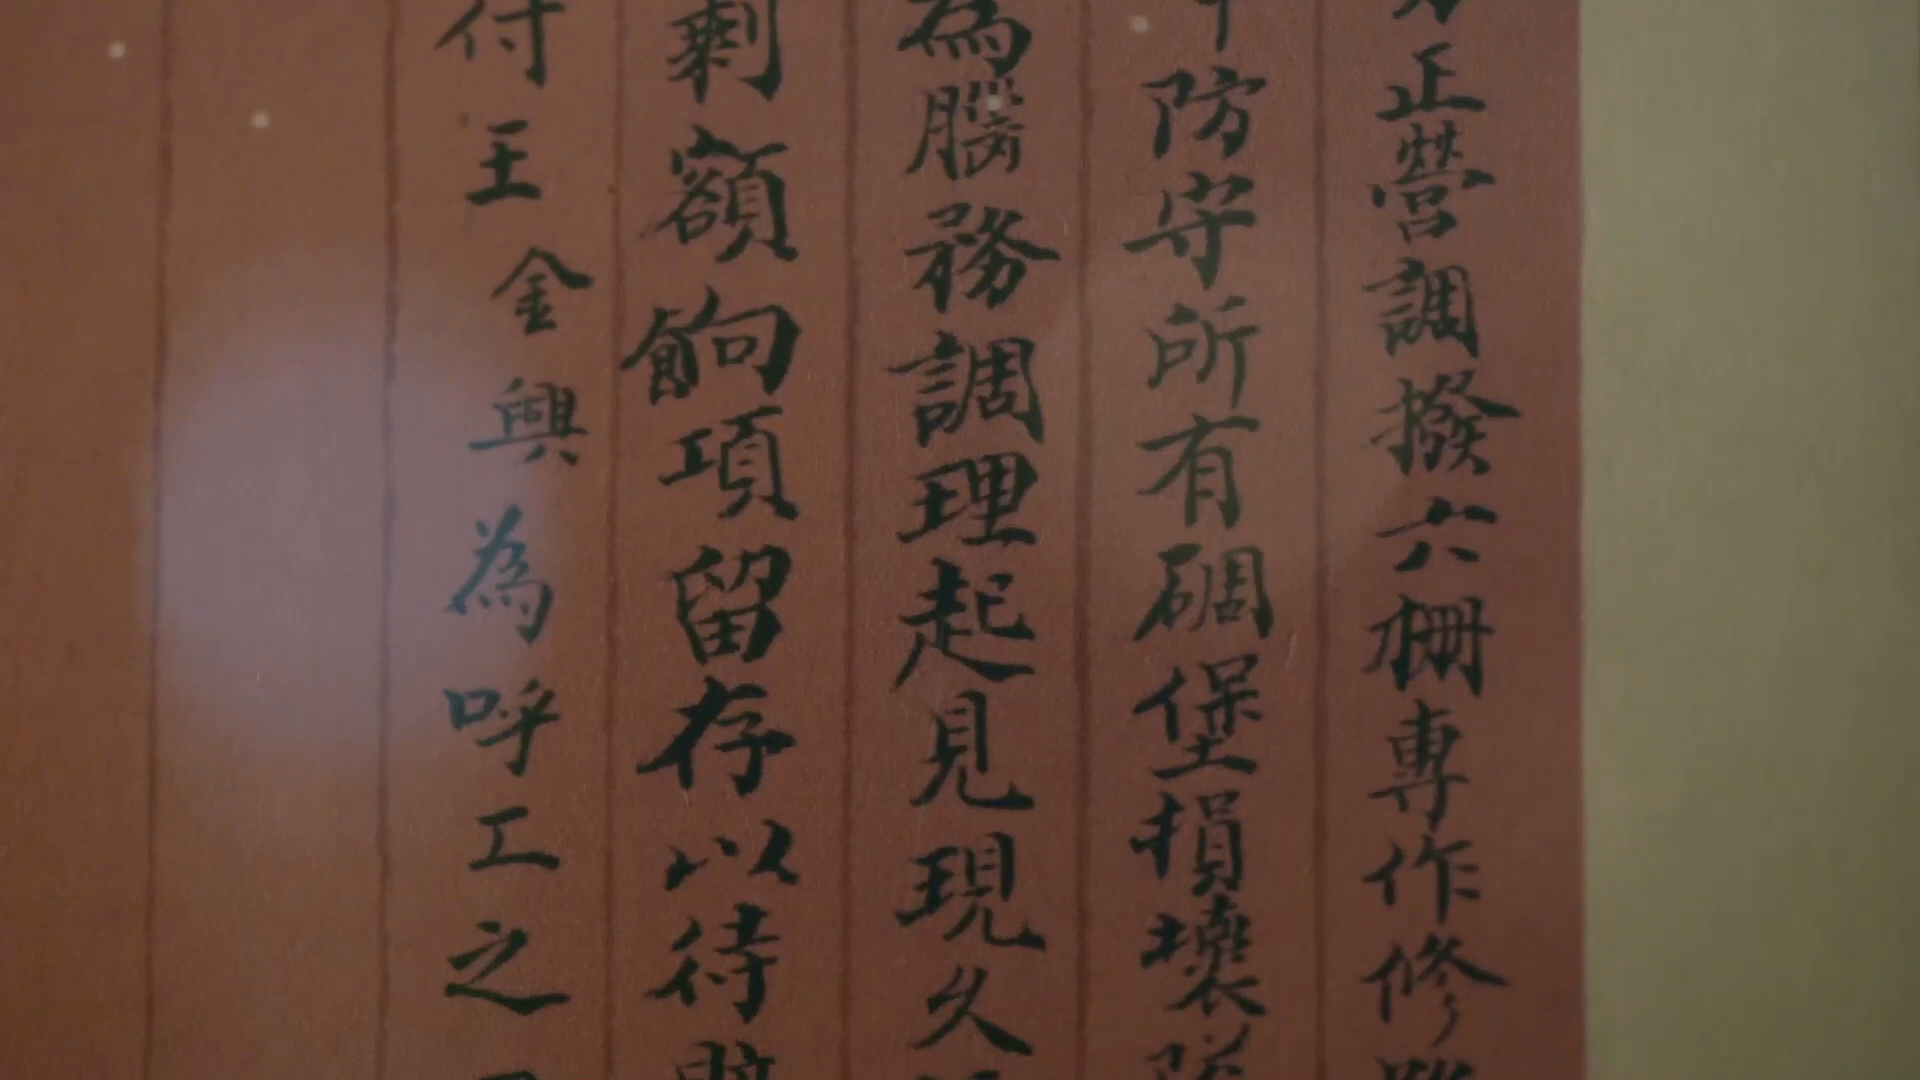 正營調撥六棚專作修
防守所有碉堡損壞
為腦務調理起見現久
剩額餉項留存以待
付王金興為呼工之